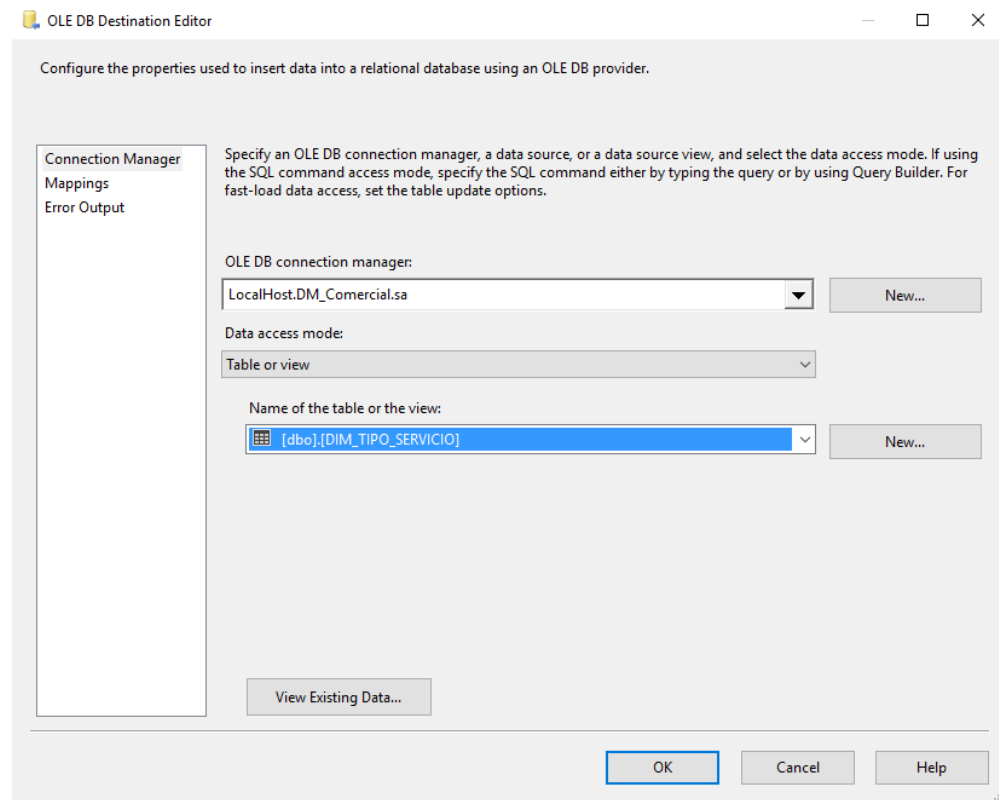 OLE DB Destination Editor
Configure the properties used to insert data into a relational database using an OLE DB provider.
Connection Manager
Mappings
Error Output
Specify an OLE DB connection manager, a data source, or a data source view, and select the data access mode. If using
the SQL command access mode, specify the SQL command either by typing the query or by using Query Builder. For
fast-load data access, set the table update options.
OLE DB connection manager:
LocalHost.DM_Comercial.sa
New...
Data access mode:
Table or view
Name of the table or the view:
[dbo].[DIM_TIPO_SERVICIO]
New...
View Existing Data...
OK
Cancel
Help